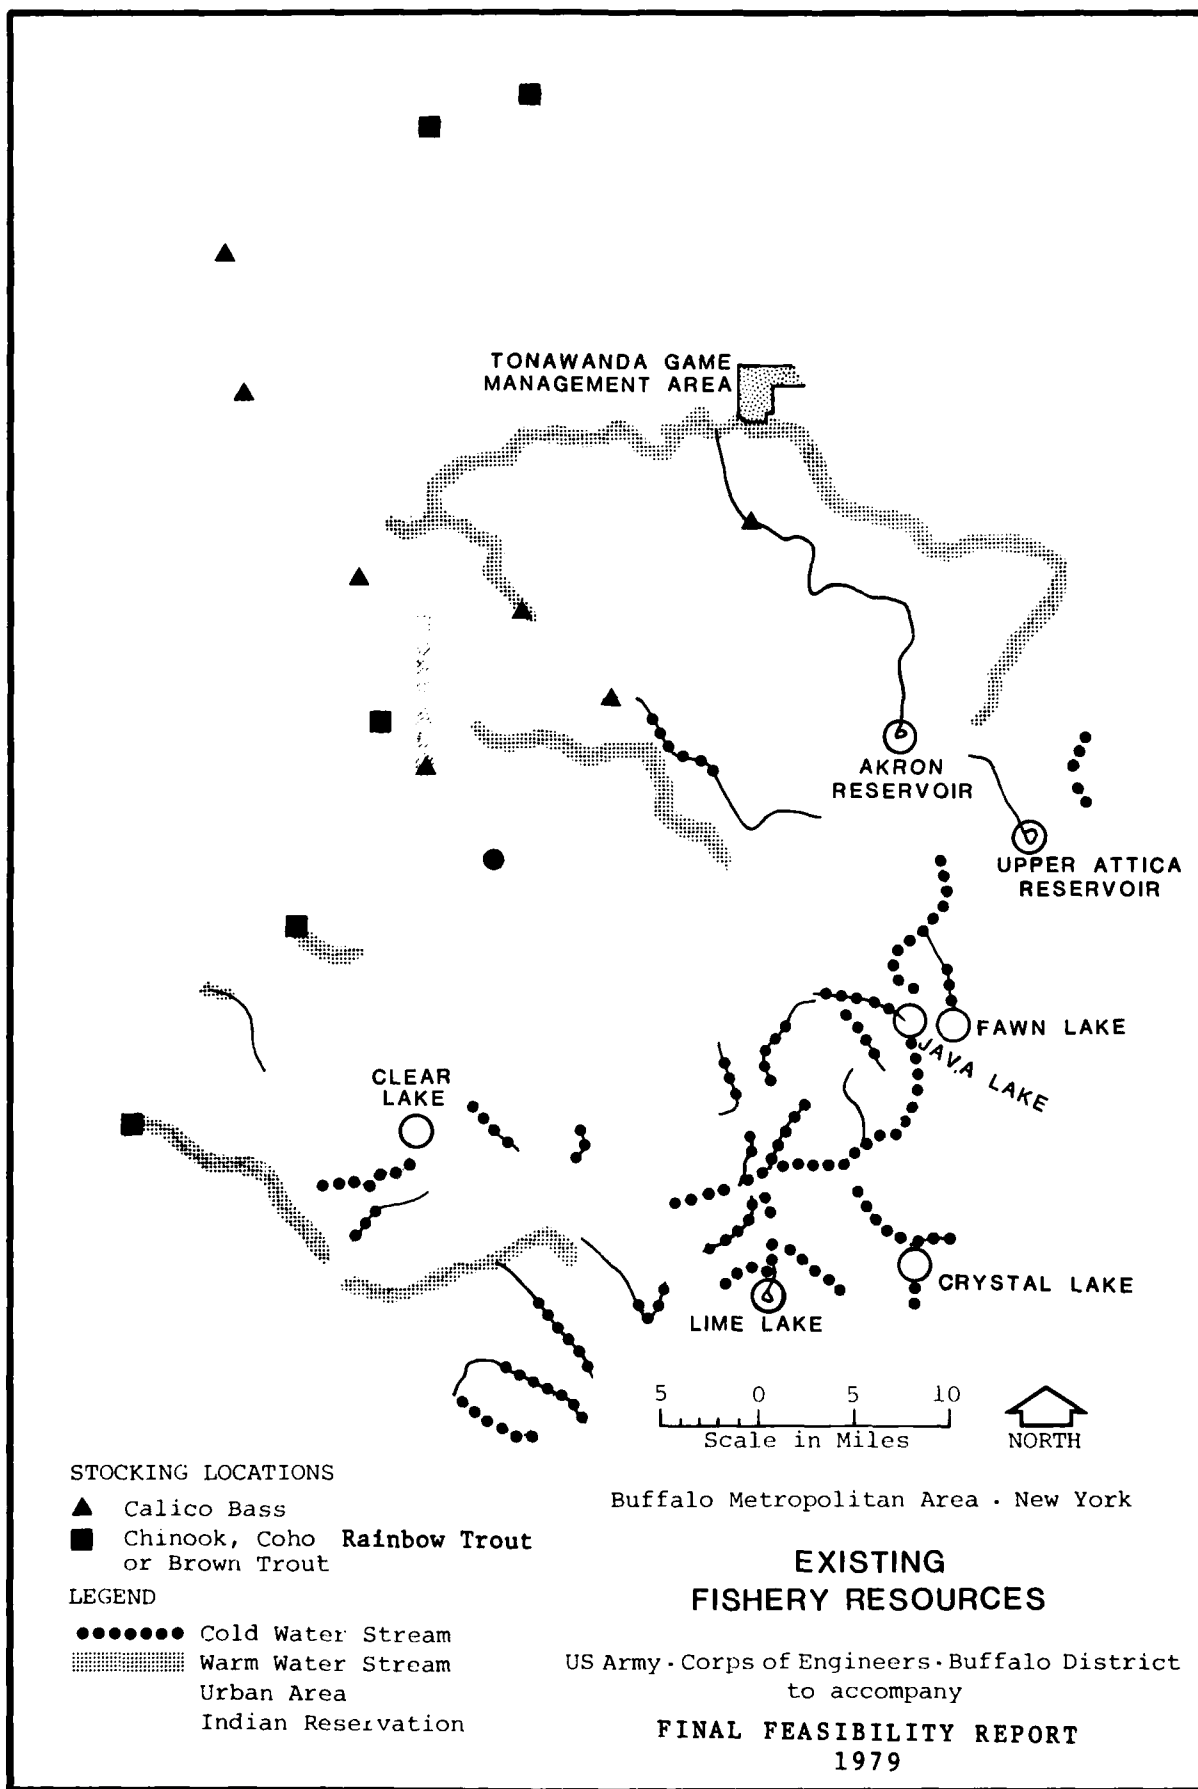 TONAWANDA GAME
MANAGEMENT AREA
AKRON
RESERVOIR
UPPER ATTICA
RESERVOIR
FAWN LAKE
JAVA LAKE
CLEAR
LAKE
CRYSTAL LAKE
LIME LAKE
5 0 5 10
Scale in Miles
NORTH
STOCKING LOCATIONS
Calico Bass
Chinook, Coho Rainbow Trout
or Brown Trout
LEGEND
Cold Water Stream
Warm Water Stream
Urban Area
Indian Reservation
Buffalo Metropolitan Area · New York
EXISTING
FISHERY RESOURCES
US Army · Corps of Engineers · Buffalo District
to accompany
FINAL FEASIBILITY REPORT
1979